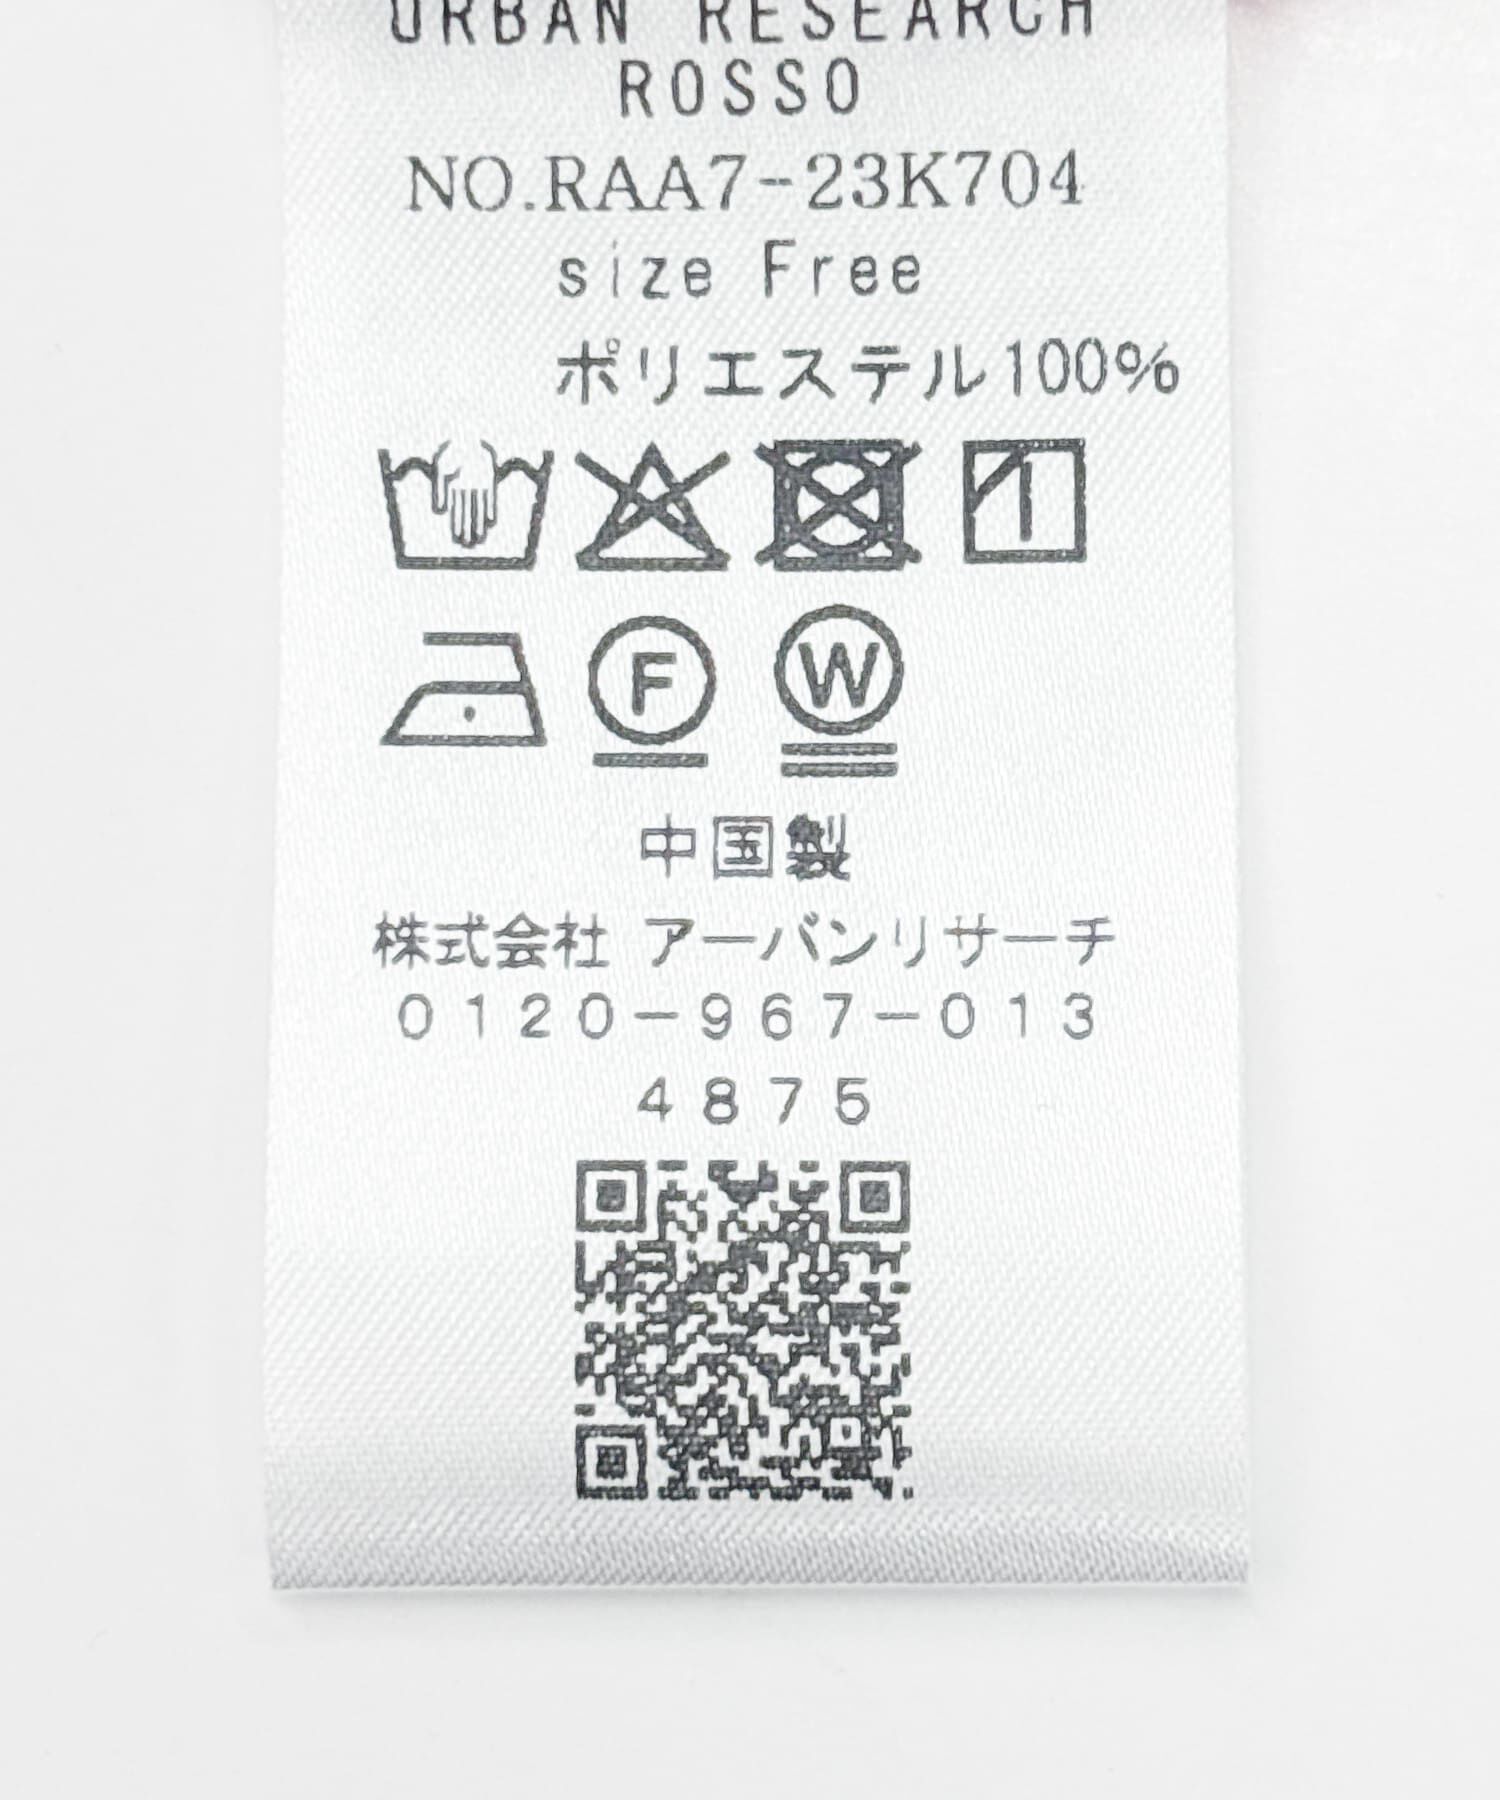 URBAN RESEARCH
ROSSO
NO.RAA7-23K704
size Free
ポリエステル100%
F W
中国製
株式会社 アーバンリサーチ
0120-967-013
4875